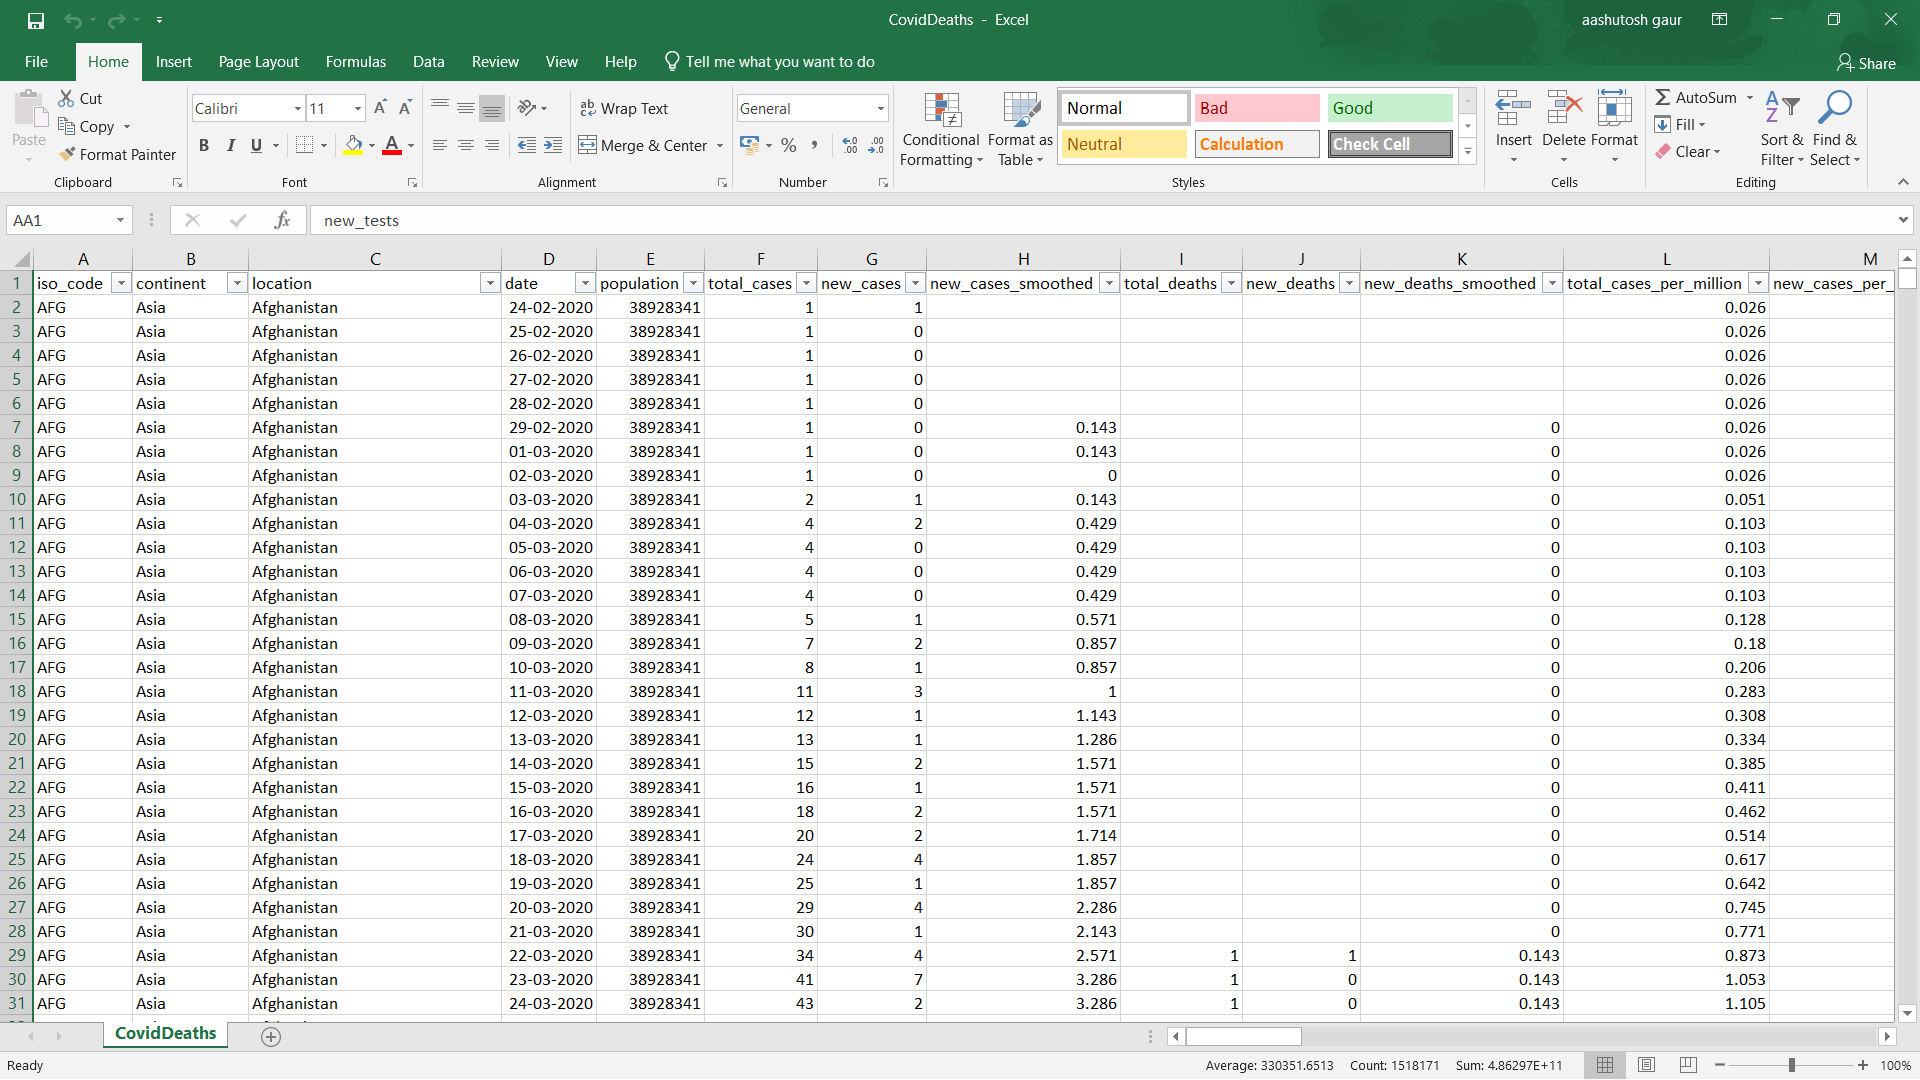 CovidDeaths - Excel
aashutosh gaur
File Home Insert Page Layout Formulas Data Review View Help Tell me what you want to do Share
Paste Cut Copy Format Painter Clipboard
Calibri 11 A A B I U A Font
ab Wrap Text Merge & Center Alignment
General % , Number
Conditional Formatting Format as Table Normal Bad Good Neutral Calculation Check Cell Styles
Insert Delete Format Cells
AutoSum Fill Clear Sort & Filter Find & Select Editing
AA1 fx new_tests
A B C D E F G H I J K L M
1 iso_code continent location date population total_cases new_cases new_cases_smoothed total_deaths new_deaths new_deaths_smoothed total_cases_per_million new_cases_per_
2 AFG Asia Afghanistan 24-02-2020 38928341 1 1 0.026
3 AFG Asia Afghanistan 25-02-2020 38928341 1 0 0.026
4 AFG Asia Afghanistan 26-02-2020 38928341 1 0 0.026
5 AFG Asia Afghanistan 27-02-2020 38928341 1 0 0.026
6 AFG Asia Afghanistan 28-02-2020 38928341 1 0 0.026
7 AFG Asia Afghanistan 29-02-2020 38928341 1 0 0.143 0 0.026
8 AFG Asia Afghanistan 01-03-2020 38928341 1 0 0.143 0 0.026
9 AFG Asia Afghanistan 02-03-2020 38928341 1 0 0 0 0.026
10 AFG Asia Afghanistan 03-03-2020 38928341 2 1 0.143 0 0.051
11 AFG Asia Afghanistan 04-03-2020 38928341 4 2 0.429 0 0.103
12 AFG Asia Afghanistan 05-03-2020 38928341 4 0 0.429 0 0.103
13 AFG Asia Afghanistan 06-03-2020 38928341 4 0 0.429 0 0.103
14 AFG Asia Afghanistan 07-03-2020 38928341 4 0 0.429 0 0.103
15 AFG Asia Afghanistan 08-03-2020 38928341 5 1 0.571 0 0.128
16 AFG Asia Afghanistan 09-03-2020 38928341 7 2 0.857 0 0.18
17 AFG Asia Afghanistan 10-03-2020 38928341 8 1 0.857 0 0.206
18 AFG Asia Afghanistan 11-03-2020 38928341 11 3 1 0 0.283
19 AFG Asia Afghanistan 12-03-2020 38928341 12 1 1.143 0 0.308
20 AFG Asia Afghanistan 13-03-2020 38928341 13 1 1.286 0 0.334
21 AFG Asia Afghanistan 14-03-2020 38928341 15 2 1.571 0 0.385
22 AFG Asia Afghanistan 15-03-2020 38928341 16 1 1.571 0 0.411
23 AFG Asia Afghanistan 16-03-2020 38928341 18 2 1.571 0 0.462
24 AFG Asia Afghanistan 17-03-2020 38928341 20 2 1.714 0 0.514
25 AFG Asia Afghanistan 18-03-2020 38928341 24 4 1.857 0 0.617
26 AFG Asia Afghanistan 19-03-2020 38928341 25 1 1.857 0 0.642
27 AFG Asia Afghanistan 20-03-2020 38928341 29 4 2.286 0 0.745
28 AFG Asia Afghanistan 21-03-2020 38928341 30 1 2.143 0 0.771
29 AFG Asia Afghanistan 22-03-2020 38928341 34 4 2.571 1 1 0.143 0.873
30 AFG Asia Afghanistan 23-03-2020 38928341 41 7 3.286 1 0 0.143 1.053
31 AFG Asia Afghanistan 24-03-2020 38928341 43 2 3.286 1 0 0.143 1.105
CovidDeaths
Ready Average: 330351.6513 Count: 1518171 Sum: 4.86297E+11 100%